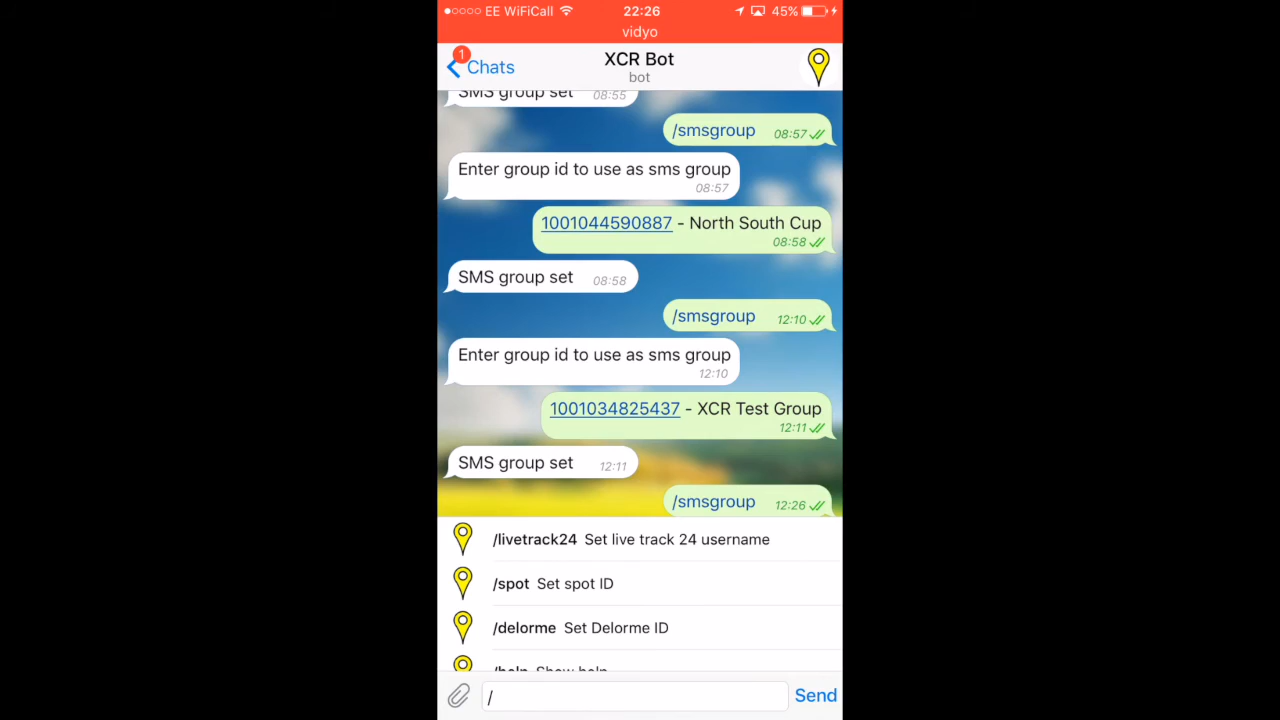 EE WiFiCall 22:26 45%
vidyo
1
Chats
XCR Bot
bot
SMS group set 08:55
/smsgroup 08:57
Enter group id to use as sms group
08:57
1001044590887 - North South Cup
08:58
SMS group set 08:58
/smsgroup 12:10
Enter group id to use as sms group
12:10
1001034825437 - XCR Test Group
12:11
SMS group set 12:11
/smsgroup 12:26
/livetrack24 Set live track 24 username
/spot Set spot ID
/delorme Set Delorme ID
/help Show help
/
Send